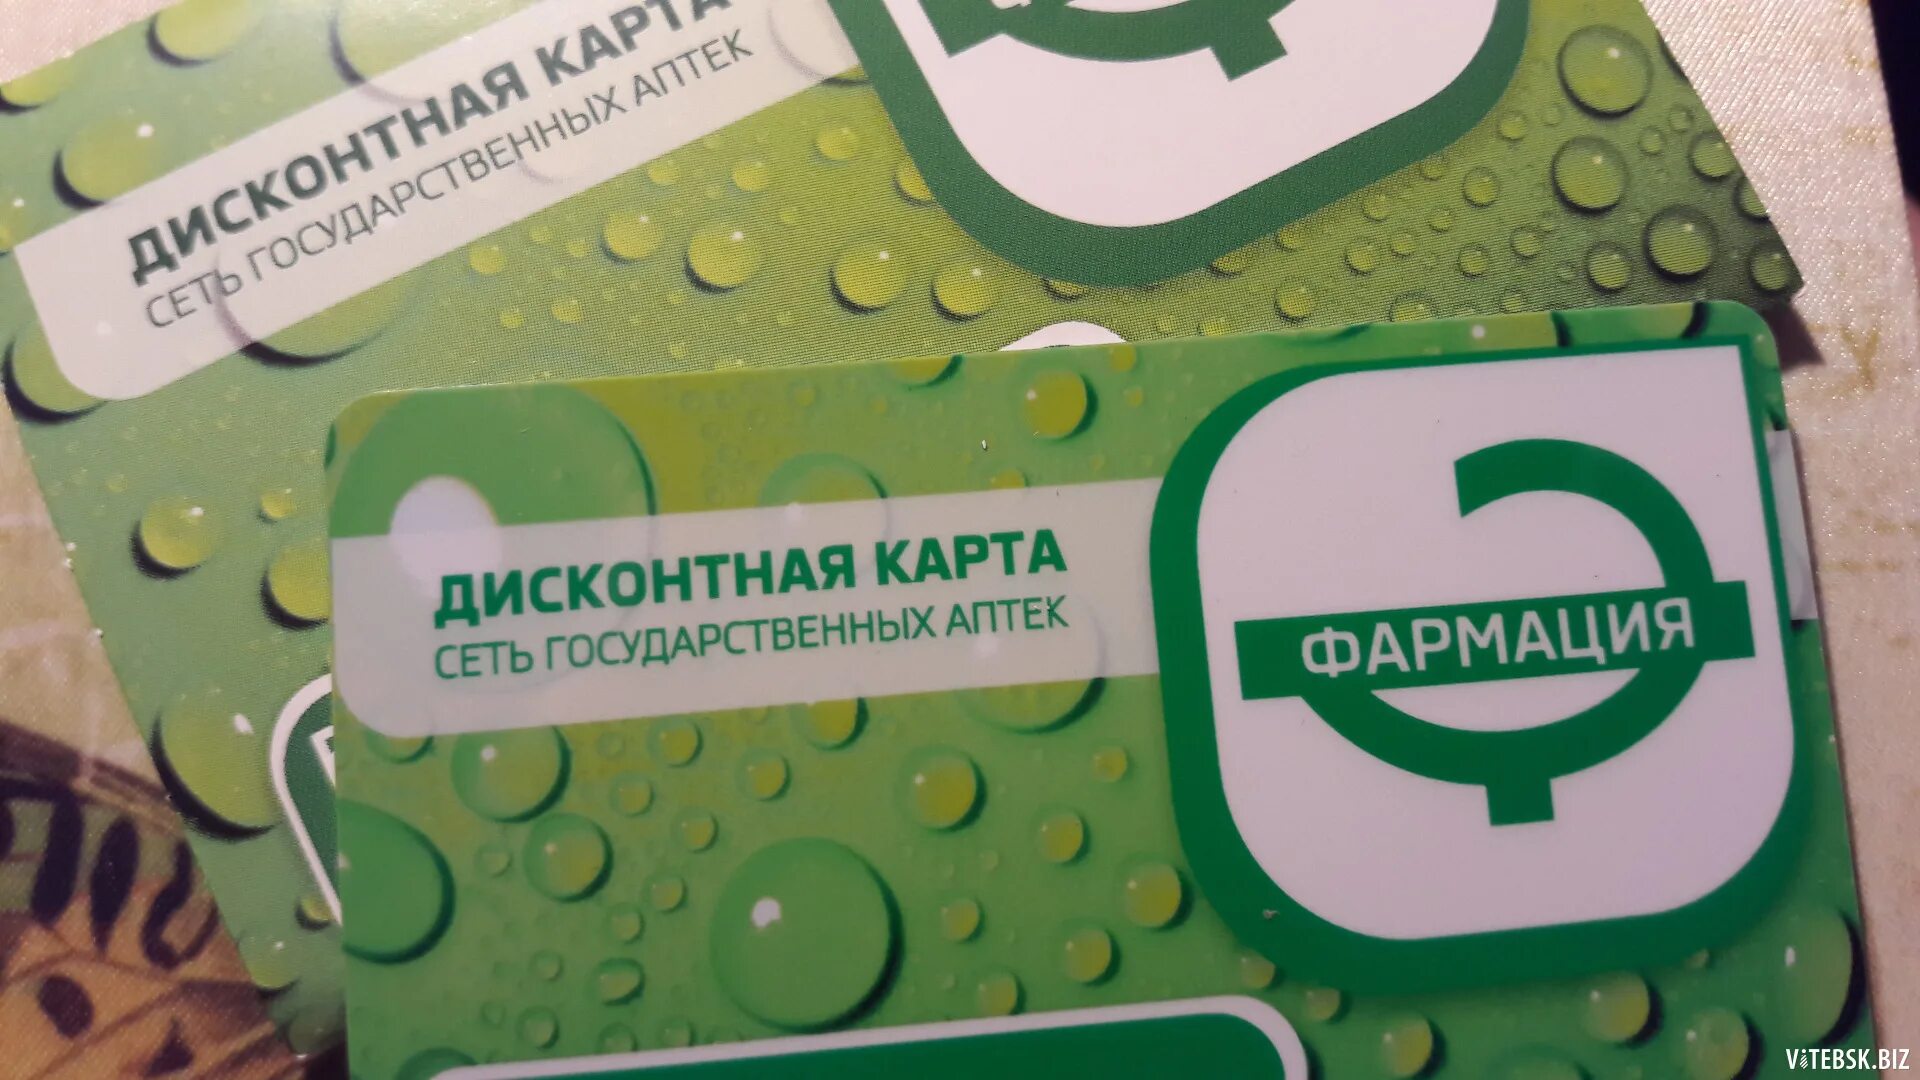 ДИСКОНТНАЯ КАРТА
СЕТЬ ГОСУДАРСТВЕННЫХ АПТЕК
ДИСКОНТНАЯ КАРТА
СЕТЬ ГОСУДАРСТВЕННЫХ АПТЕК
ФАРМАЦИЯ
ViTEBSK.BIZ